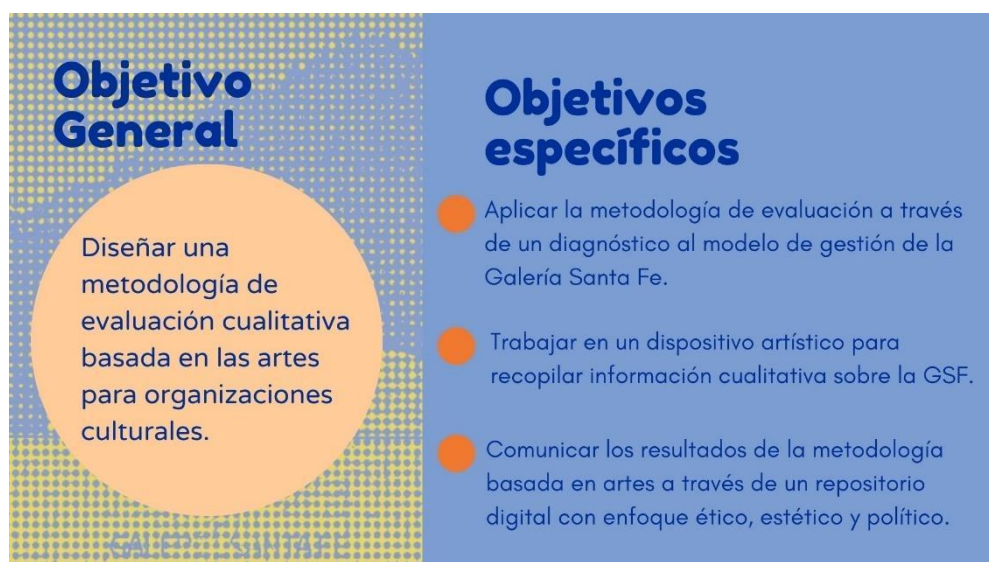 Objetivo
General
Diseñar una
metodología de
evaluación cualitativa
basada en las artes
para organizaciones
culturales.
Objetivos
específicos
Aplicar la metodología de evaluación a través
de un diagnóstico al modelo de gestión de la
Galería Santa Fe.
Trabajar en un dispositivo artístico para
recopilar información cualitativa sobre la GSF.
Comunicar los resultados de la metodología
basada en artes a través de un repositorio
digital con enfoque ético, estético y político.